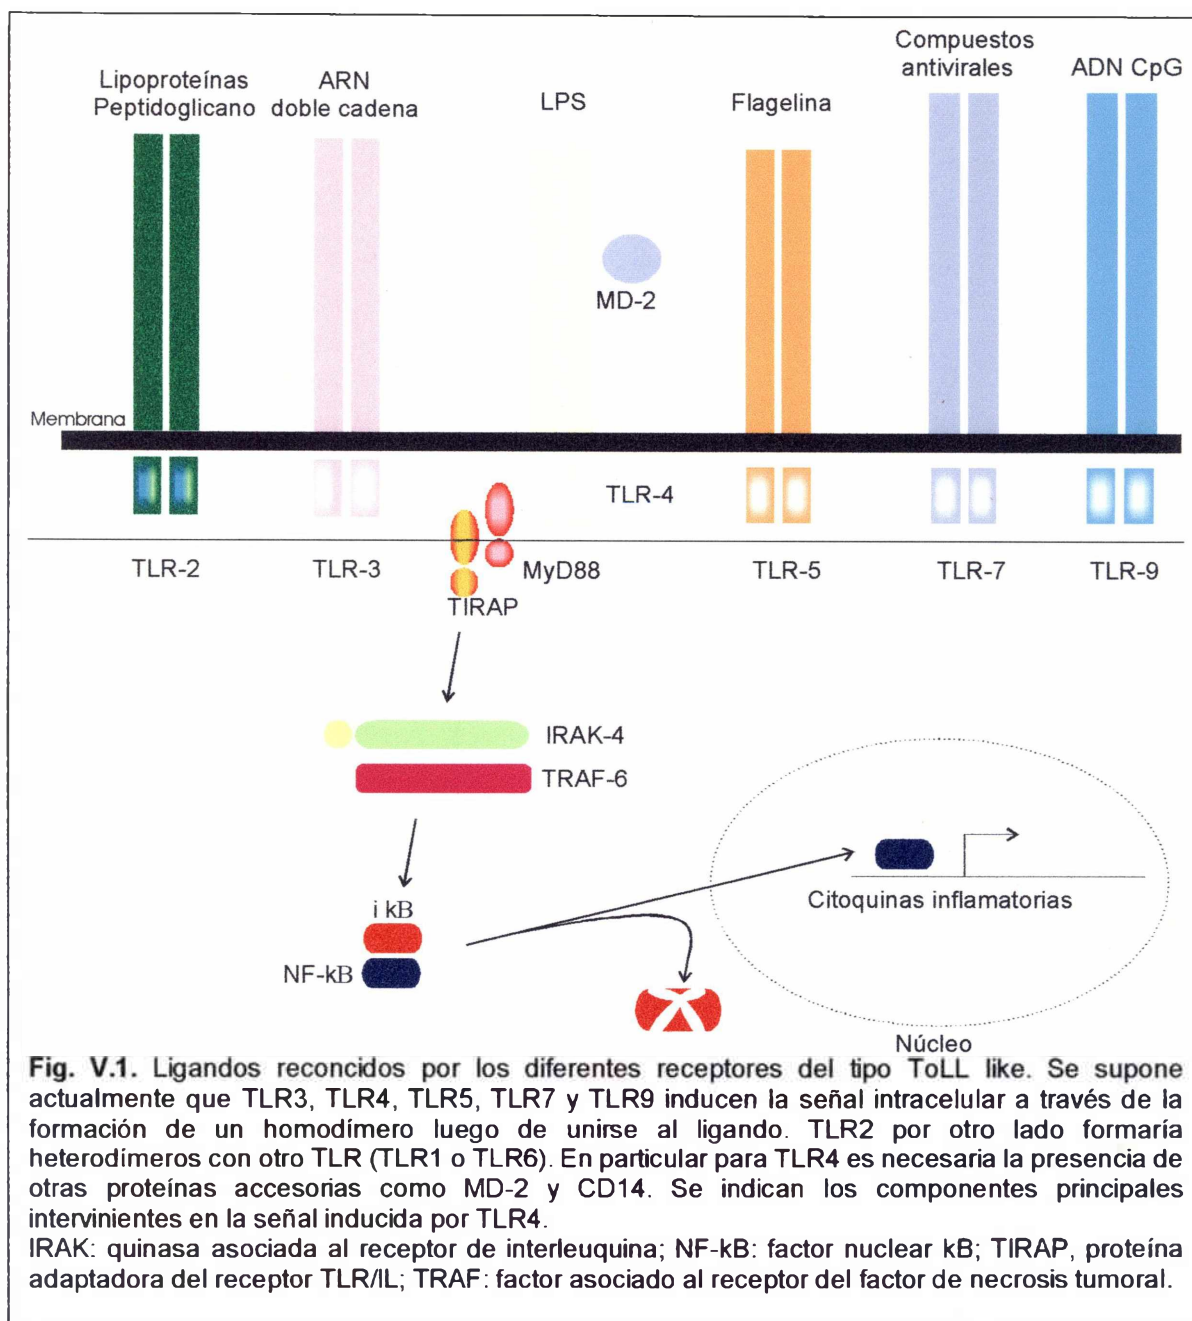 Lipoproteínas
Peptidoglicano
ARN
doble cadena
LPS
Flagelina
Compuestos
antivirales
ADN CpG
MD-2
Membrana
TLR-4
TLR-2
TLR-3
MyD88
TLR-5
TLR-7
TLR-9
TIRAP
IRAK-4
TRAF-6
i kB
NF-kB
Citoquinas inflamatorias
Núcleo
Fig. V.1. Ligandos reconcidos por los diferentes receptores del tipo ToLL like. Se supone
actualmente que TLR3, TLR4, TLR5, TLR7 y TLR9 inducen la señal intracelular a través de la
formación de un homodímero luego de unirse al ligando. TLR2 por otro lado formaría
heterodímeros con otro TLR (TLR1 o TLR6). En particular para TLR4 es necesaria la presencia de
otras proteínas accesorias como MD-2 y CD14. Se indican los componentes principales
intervinientes en la señal inducida por TLR4.
IRAK: quinasa asociada al receptor de interleuquina; NF-kB: factor nuclear kB; TIRAP, proteína
adaptadora del receptor TLR/IL; TRAF: factor asociado al receptor del factor de necrosis tumoral.